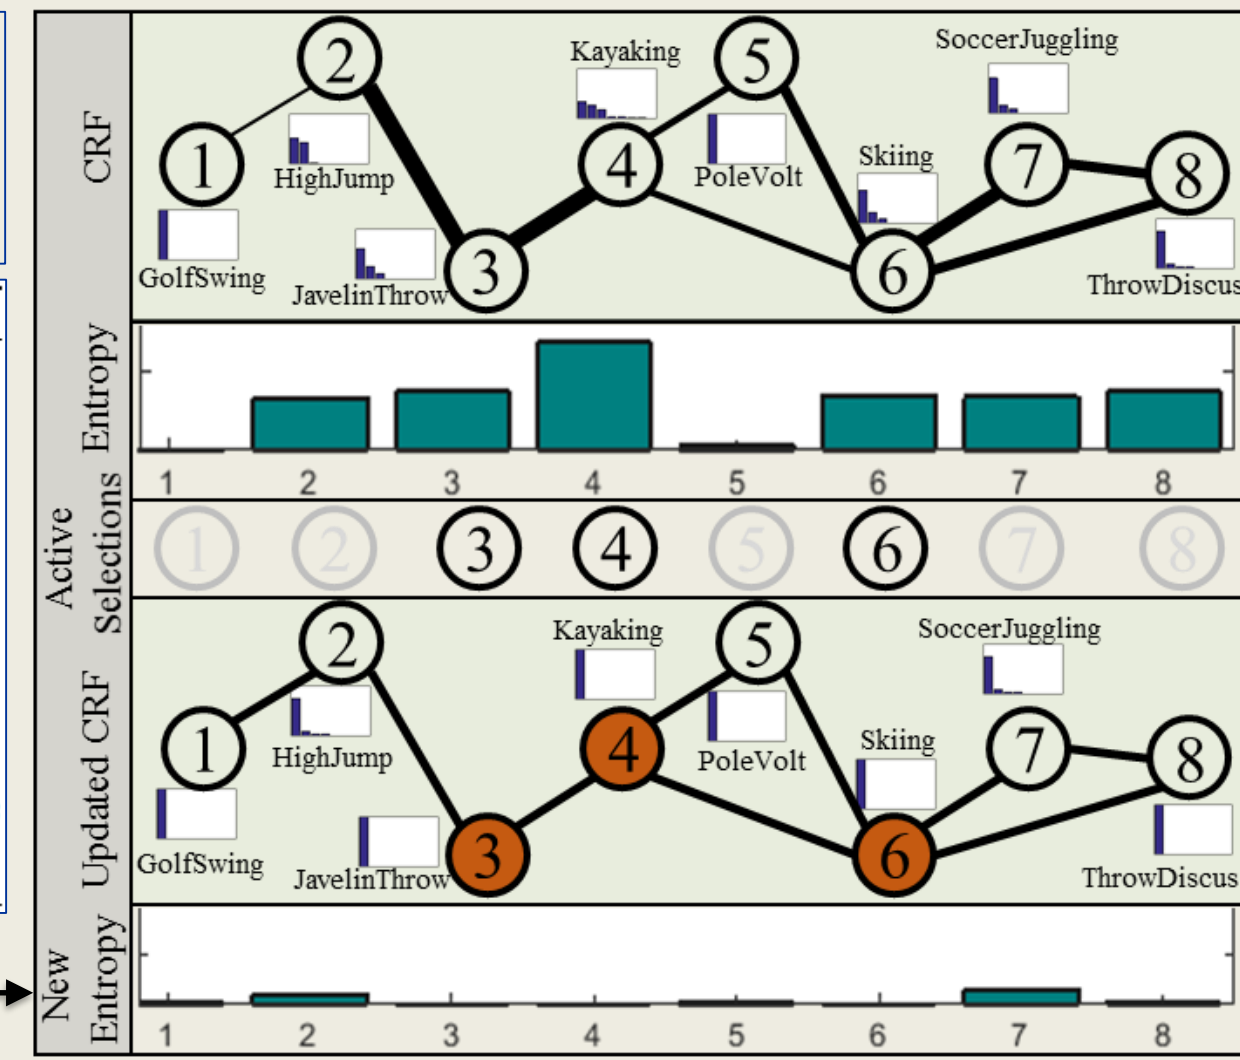 CRF
2
5
SoccerJuggling
Kayaking
1
4
7
8
HighJump
PoleVolt
Skiing
GolfSwing
JavelinThrow
3
6
ThrowDiscus
Entropy
1 2 3 4 5 6 7 8
Active
Selections
1 2 3 4 5 6 7 8
Updated CRF
2
5
SoccerJuggling
Kayaking
1
4
7
8
HighJump
PoleVolt
Skiing
GolfSwing
JavelinThrow
3
6
ThrowDiscus
New
Entropy
1 2 3 4 5 6 7 8